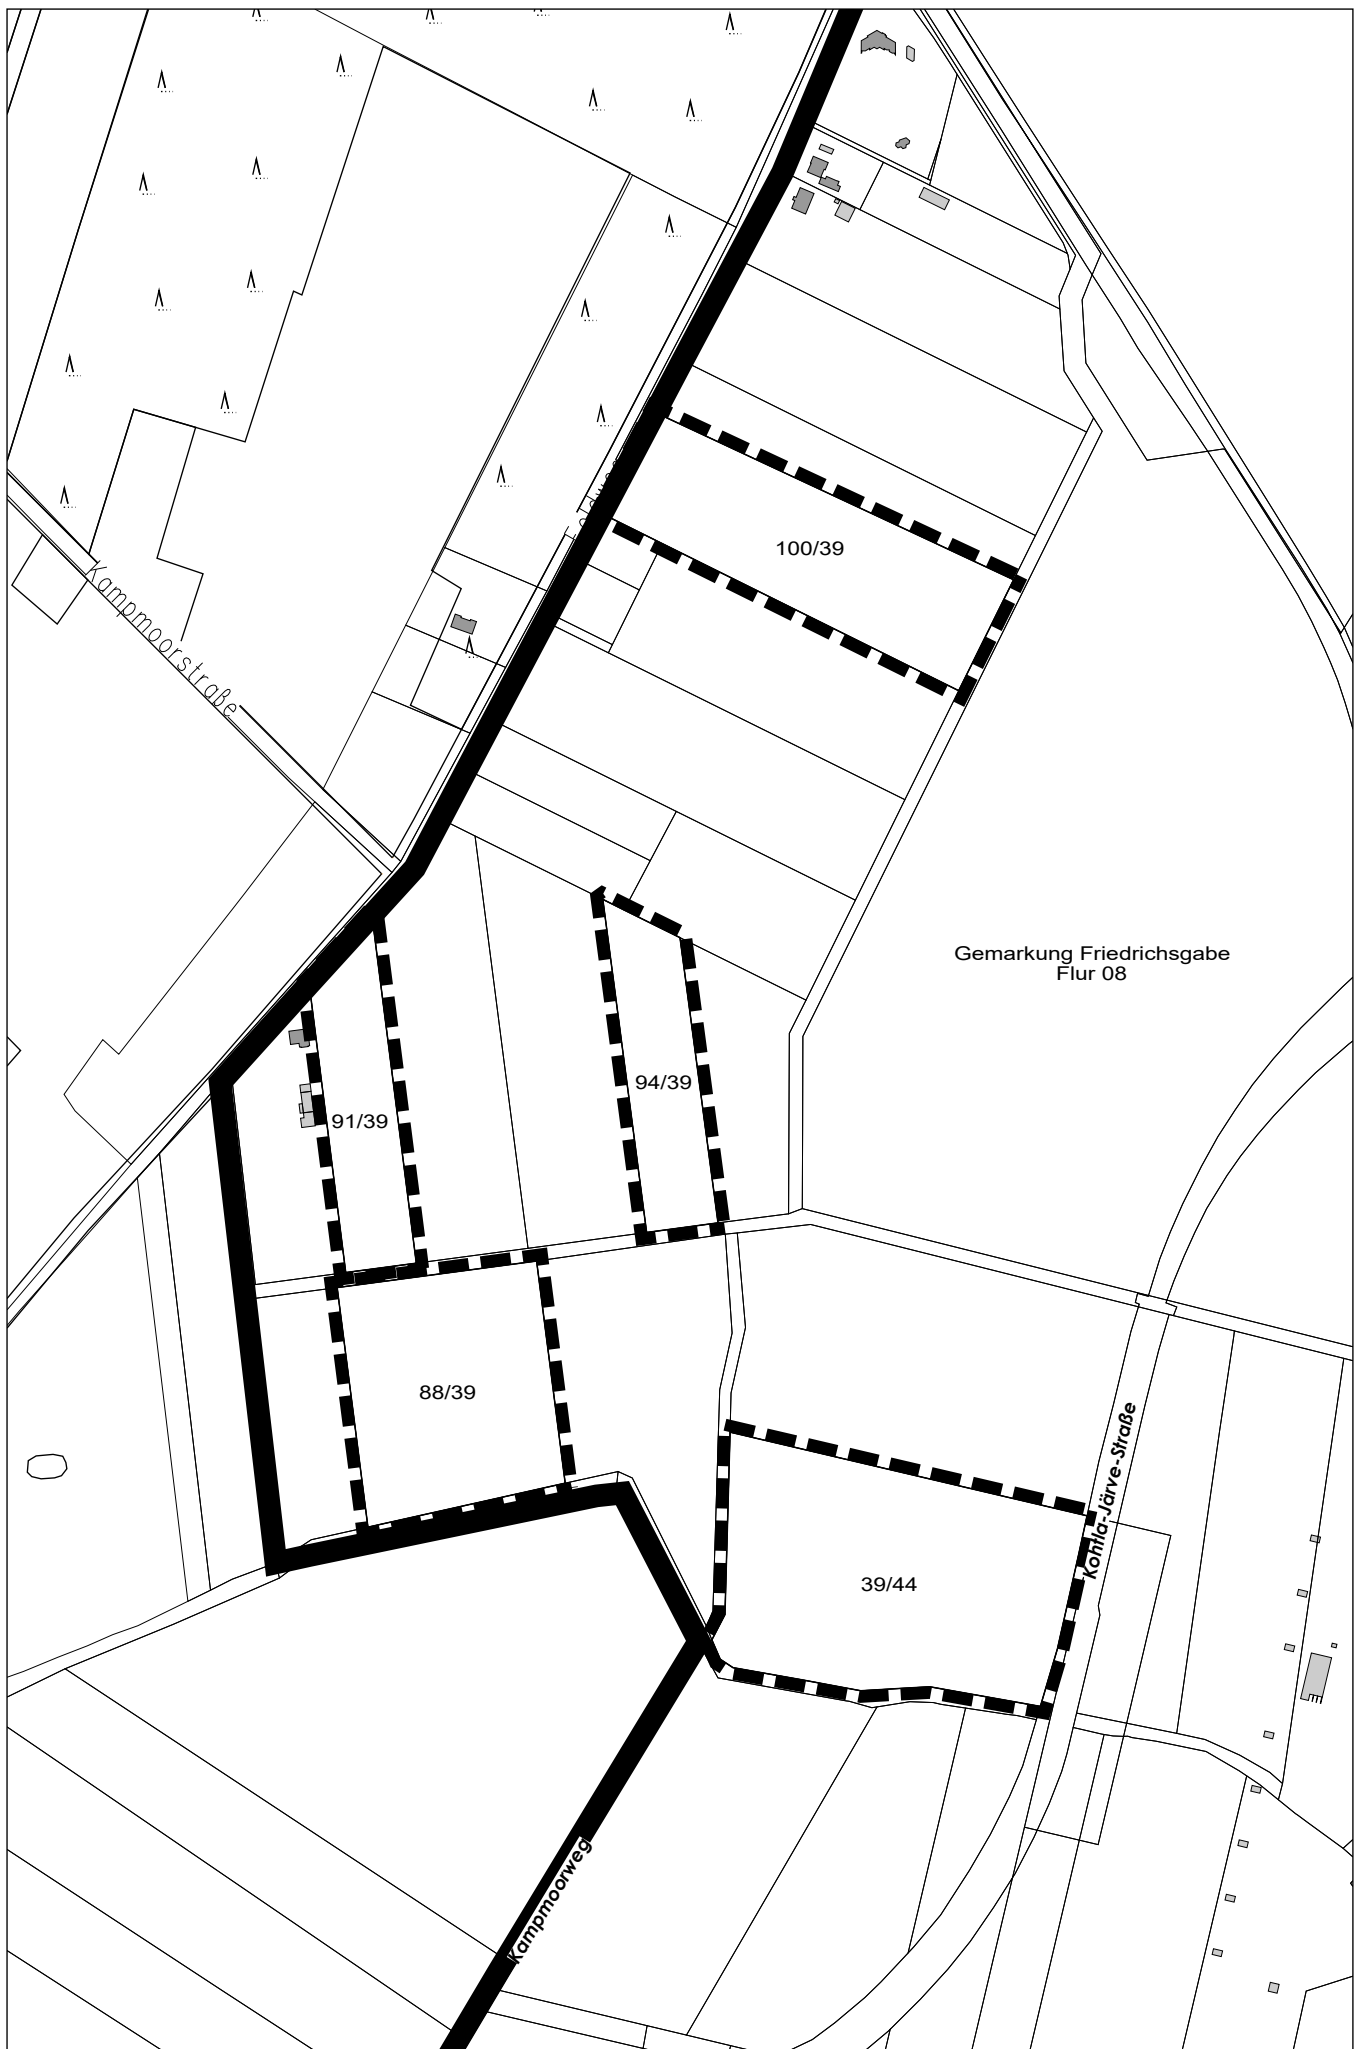 100/39
Kampmoorstraße
Gemarkung Friedrichsgabe
Flur 08
94/39
91/39
88/39
Kohtla-Järve-Straße
39/44
Kampmoorweg